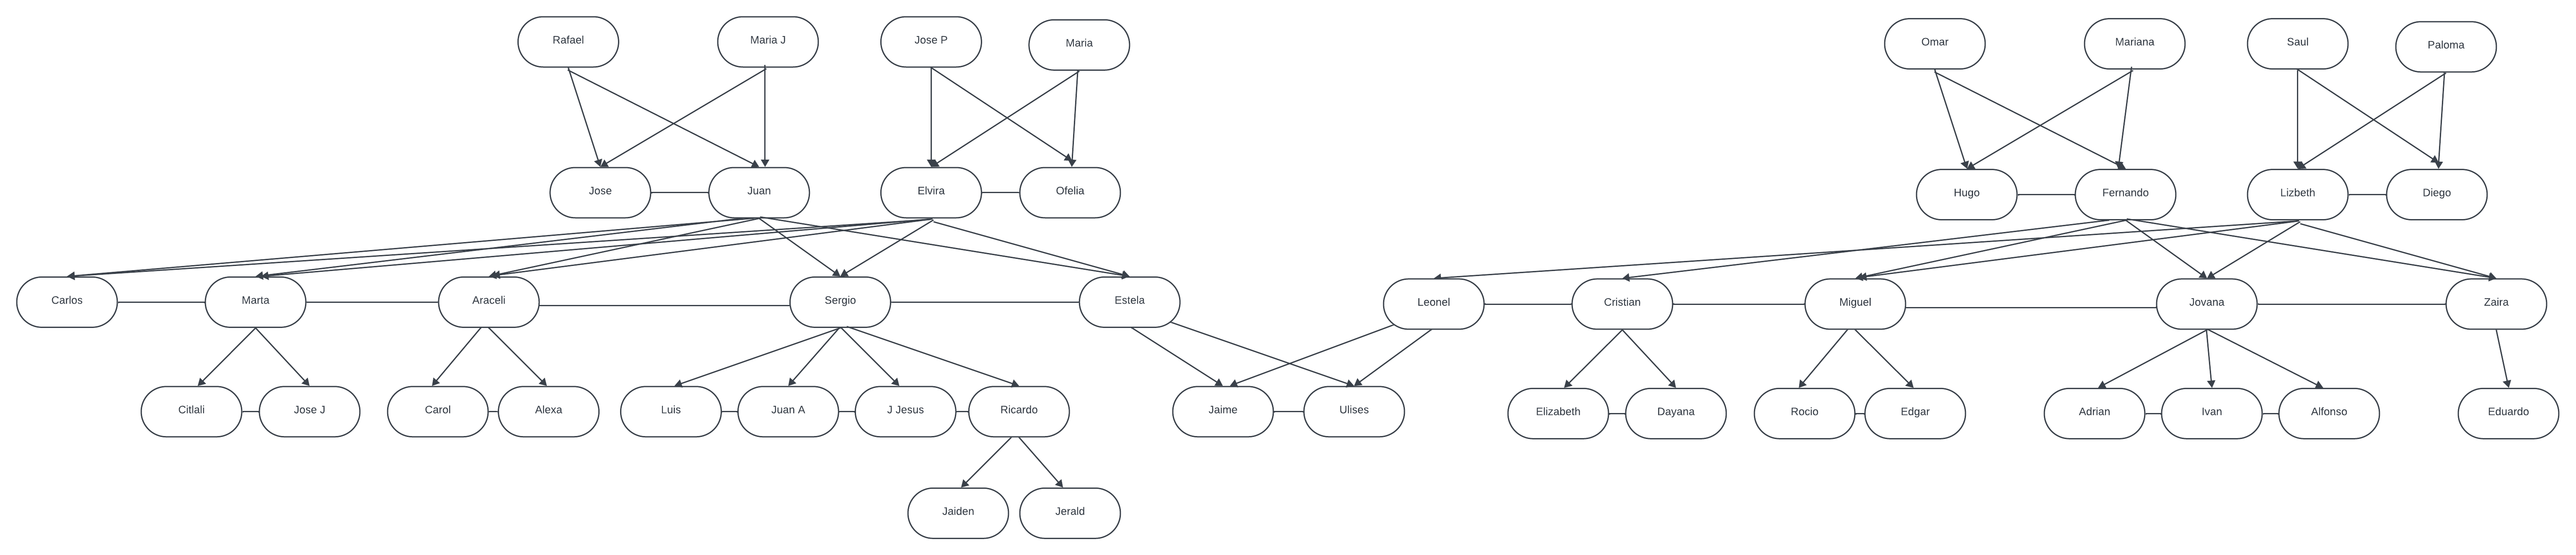 Rafael
Maria J
Jose P
Maria
Omar
Mariana
Saul
Paloma
Jose
Juan
Elvira
Ofelia
Hugo
Fernando
Lizbeth
Diego
Carlos
Marta
Araceli
Sergio
Estela
Leonel
Cristian
Miguel
Jovana
Zaira
Citlali
Jose J
Carol
Alexa
Luis
Juan A
J Jesus
Ricardo
Jaime
Ulises
Elizabeth
Dayana
Rocio
Edgar
Adrian
Ivan
Alfonso
Eduardo
Jaiden
Jerald